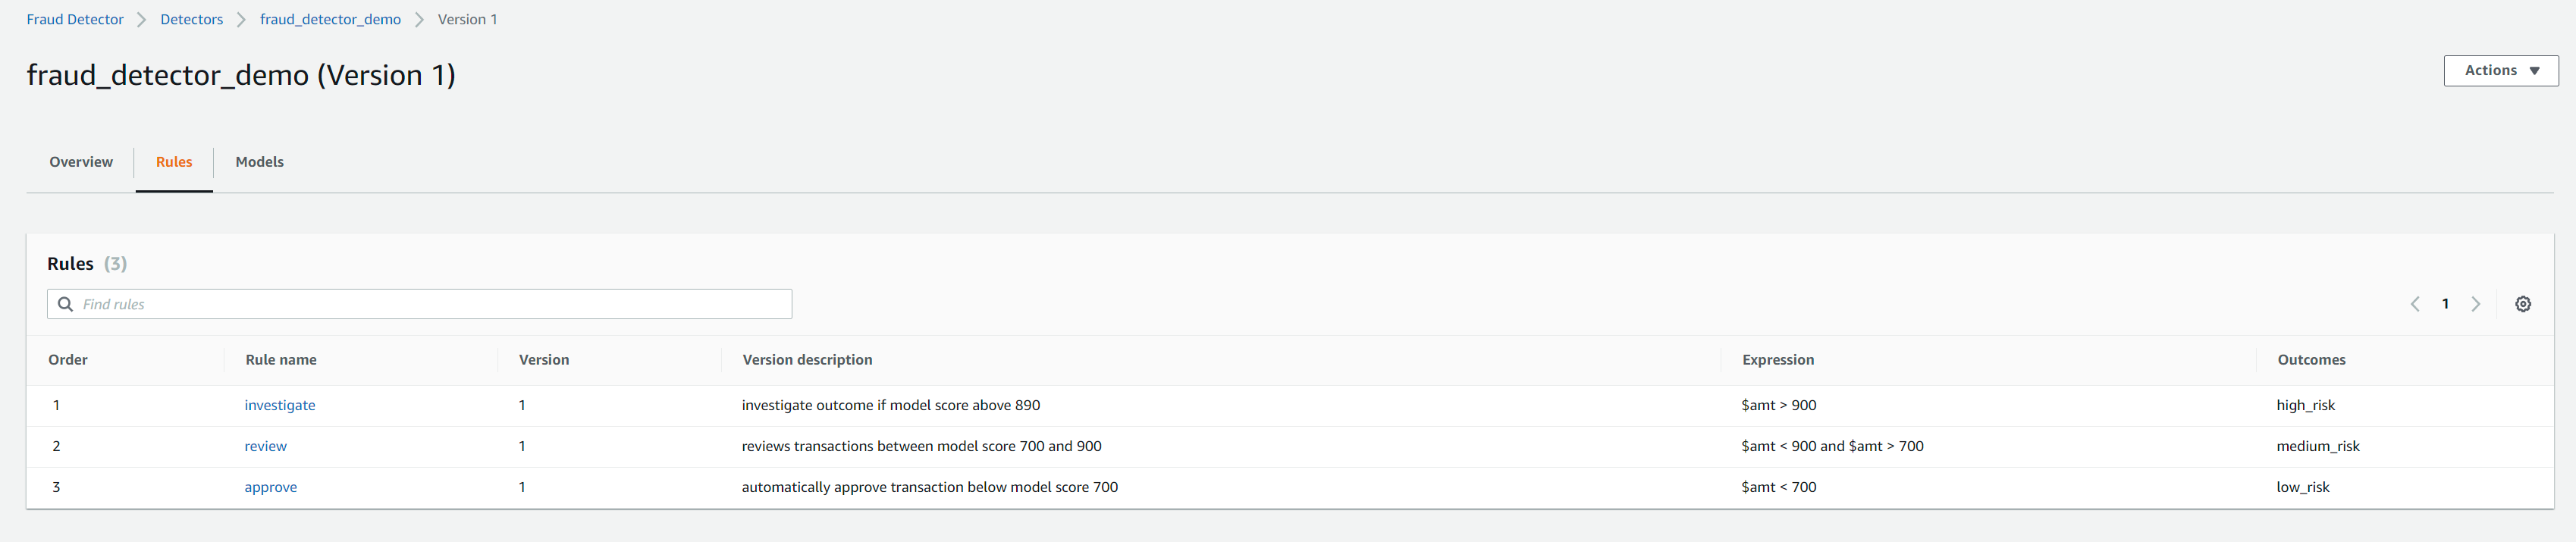 Fraud Detector > Detectors > fraud_detector_demo > Version 1
fraud_detector_demo (Version 1)
Actions ▼
Overview Rules Models
Rules (3)
Find rules
< 1 >
Order Rule name Version Version description Expression Outcomes
1 investigate 1 investigate outcome if model score above 890 $amt > 900 high_risk
2 review 1 reviews transactions between model score 700 and 900 $amt < 900 and $amt > 700 medium_risk
3 approve 1 automatically approve transaction below model score 700 $amt < 700 low_risk